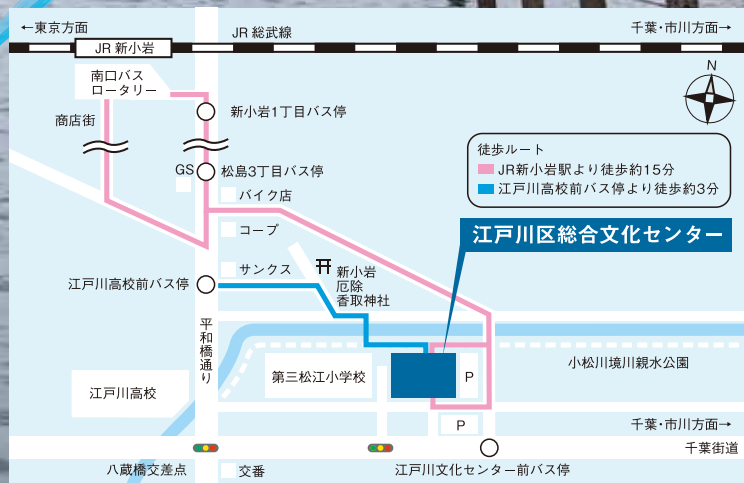 ←東京方面
JR 総武線
千葉・市川方面→
JR 新小岩
南口バス
ロータリー
N
商店街
新小岩1丁目バス停
GS
松島3丁目バス停
徒歩ルート
JR新小岩駅より徒歩約15分
江戸川高校前バス停より徒歩約3分
バイク店
コープ
江戸川区総合文化センター
サンクス
新小岩
厄除
香取神社
江戸川高校前バス停
平和橋通り
第三松江小学校
P
小松川境川親水公園
江戸川高校
P
千葉・市川方面→
千葉街道
八蔵橋交差点
交番
江戸川文化センター前バス停